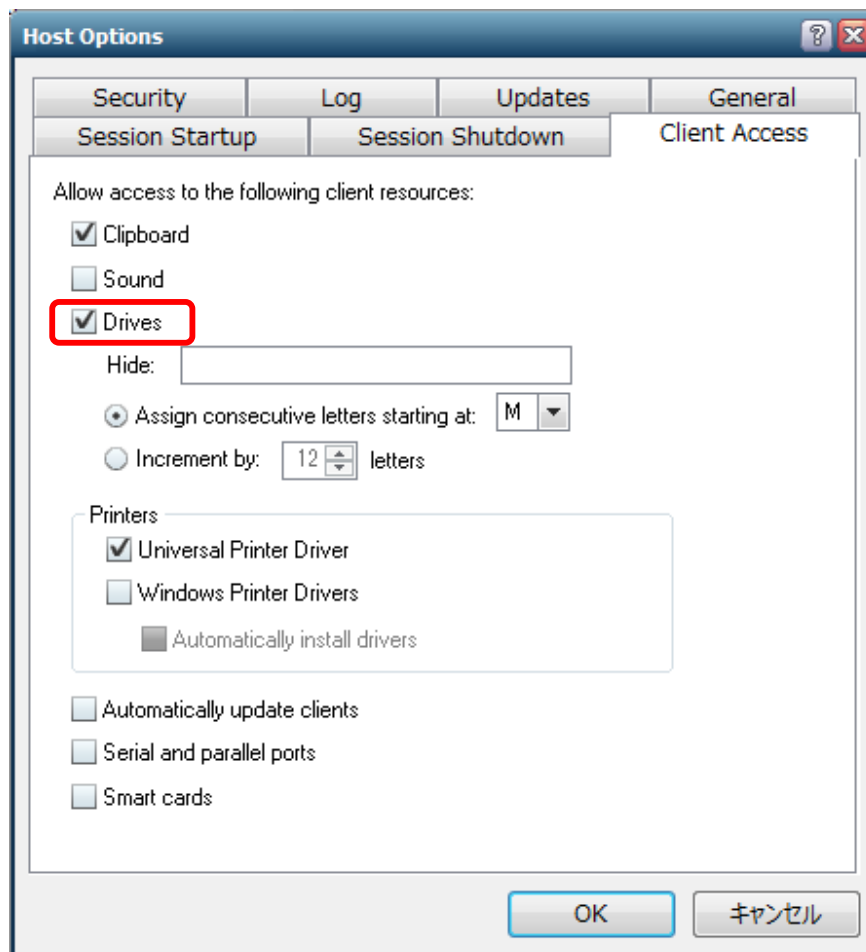 Host Options
Security Log Updates General
Session Startup Session Shutdown Client Access
Allow access to the following client resources:
Clipboard
Sound
Drives
Hide:
Assign consecutive letters starting at: M
Increment by: 12 letters
Printers
Universal Printer Driver
Windows Printer Drivers
Automatically install drivers
Automatically update clients
Serial and parallel ports
Smart cards
OK キャンセル